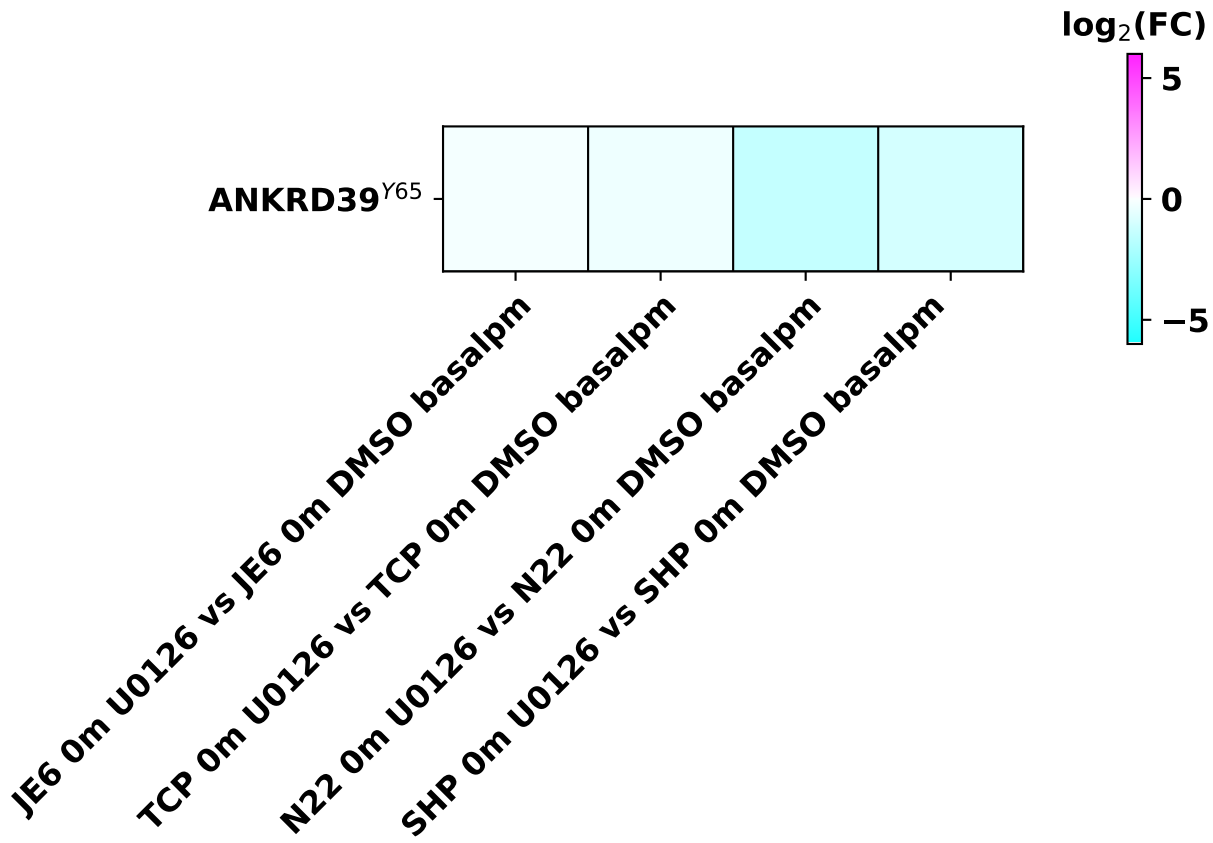 log₂(FC)
5
0
−5
ANKRD39^Y65
JE6 0m U0126 vs JE6 0m DMSO basalpm
TCP 0m U0126 vs TCP 0m DMSO basalpm
N22 0m U0126 vs N22 0m DMSO basalpm
SHP 0m U0126 vs SHP 0m DMSO basalpm